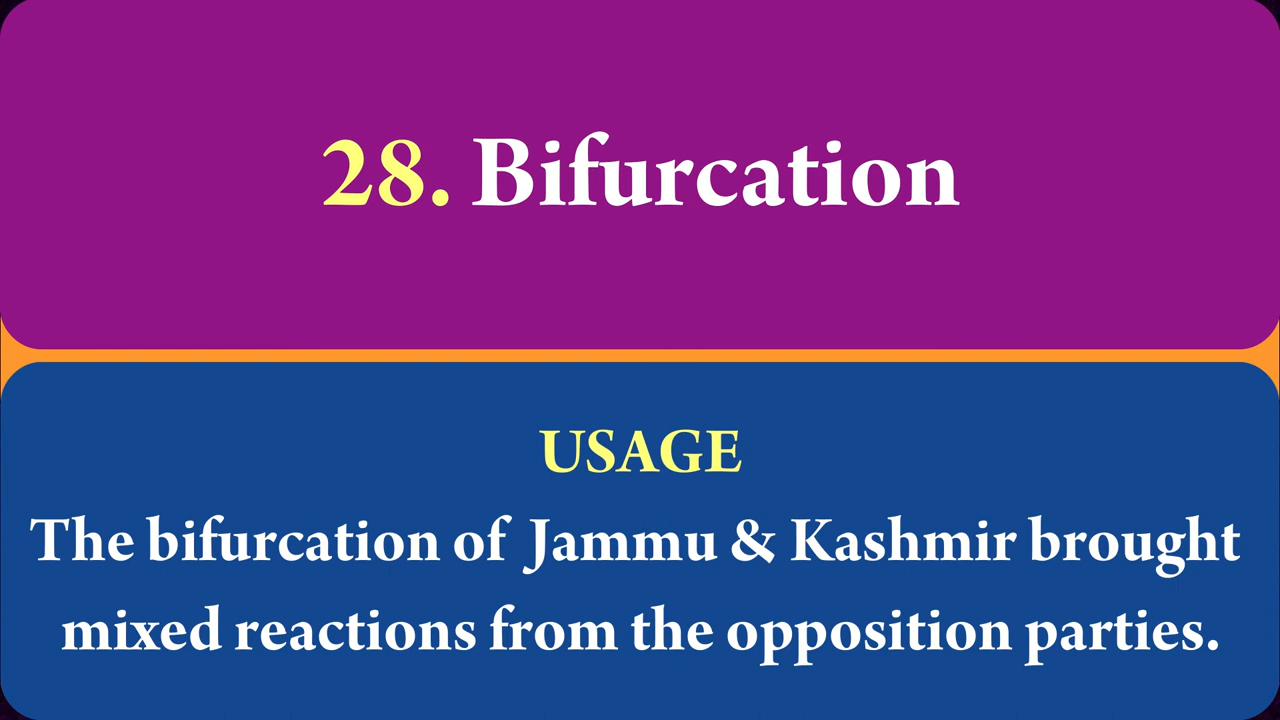 28. Bifurcation
USAGE
The bifurcation of Jammu & Kashmir brought
mixed reactions from the opposition parties.